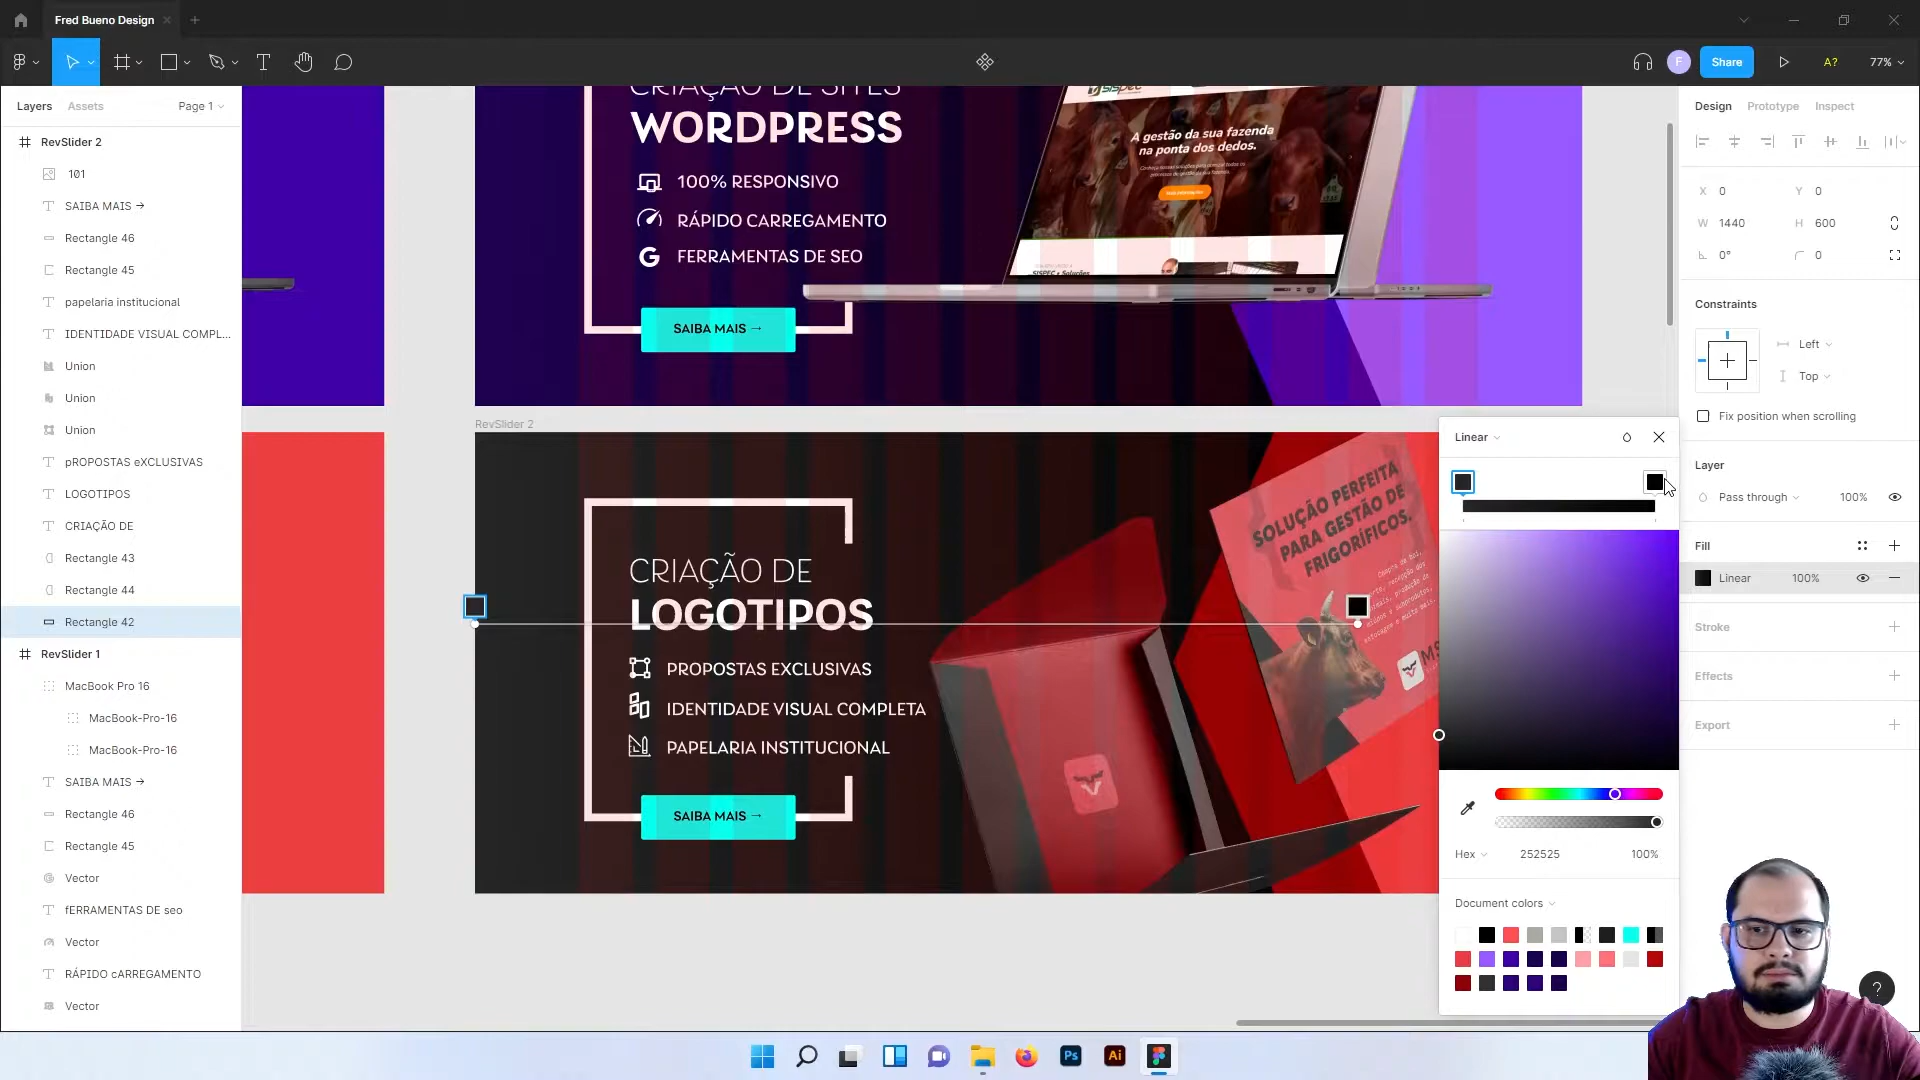 Fred Bueno Design
Share
A?
77%
Layers
Assets
Page 1
RevSlider 2
101
SAIBA MAIS →
Rectangle 46
Rectangle 45
papelaria institucional
IDENTIDADE VISUAL COMPL...
Union
Union
Union
pROPOSTAS eXCLUSIVAS
LOGOTIPOS
CRIAÇÃO DE
Rectangle 43
Rectangle 44
Rectangle 42
RevSlider 1
MacBook Pro 16
MacBook-Pro-16
MacBook-Pro-16
SAIBA MAIS →
Rectangle 46
Rectangle 45
Vector
fERRAMENTAS DE seo
Vector
RÁPIDO cARREGAMENTO
Vector
CRIAÇÃO DE SITES
WORDPRESS
100% RESPONSIVO
RÁPIDO CARREGAMENTO
G FERRAMENTAS DE SEO
SAIBA MAIS →
sispec
A gestão da sua fazenda
na ponta dos dedos.
RevSlider 2
CRIAÇÃO DE
LOGOTIPOS
PROPOSTAS EXCLUSIVAS
IDENTIDADE VISUAL COMPLETA
PAPELARIA INSTITUCIONAL
SAIBA MAIS →
SOLUÇÃO PERFEITA
PARA GESTÃO DE
FRIGORÍFICOS.
MS
Linear
Hex
252525
100%
Document colors
Design
Prototype
Inspect
X 0
Y 0
W 1440
H 600
0°
0
Constraints
Left
Top
Fix position when scrolling
Layer
Pass through
100%
Fill
Linear
100%
Stroke
Effects
Export
F
?
Ps
Ai